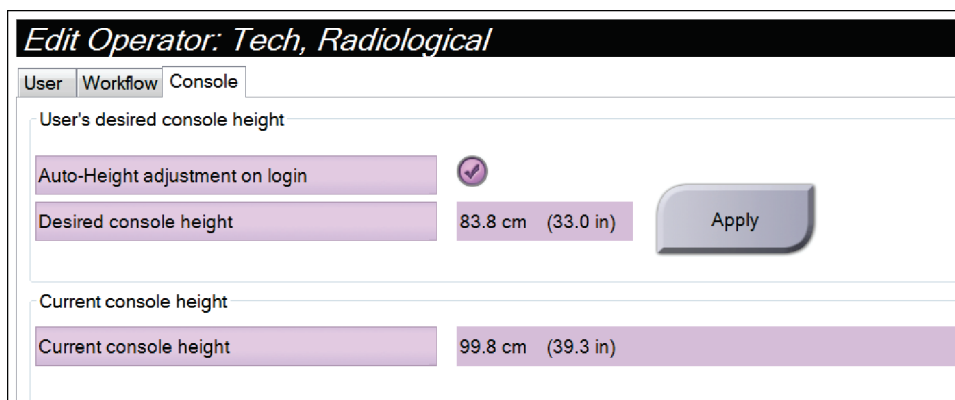 Edit Operator: Tech, Radiological
User Workflow Console
User's desired console height
Auto-Height adjustment on login
Desired console height 83.8 cm (33.0 in) Apply
Current console height
Current console height 99.8 cm (39.3 in)